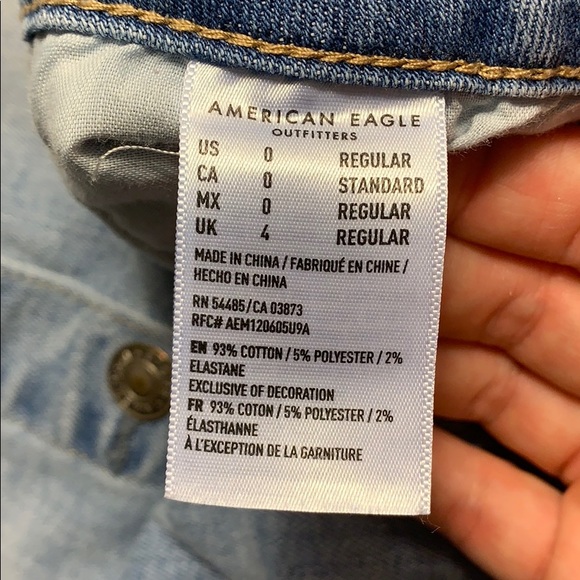 AMERICAN EAGLE
OUTFITTERS
US 0 REGULAR
CA 0 STANDARD
MX 0 REGULAR
UK 4 REGULAR
MADE IN CHINA / FABRIQUÉ EN CHINE /
HECHO EN CHINA
RN 54485/CA 03873
RFC# AEM120605U9A
EN 93% COTTON / 5% POLYESTER / 2%
ELASTANE
EXCLUSIVE OF DECORATION
FR 93% COTON / 5% POLYESTER / 2%
ÉLASTHANNE
À L'EXCEPTION DE LA GARNITURE